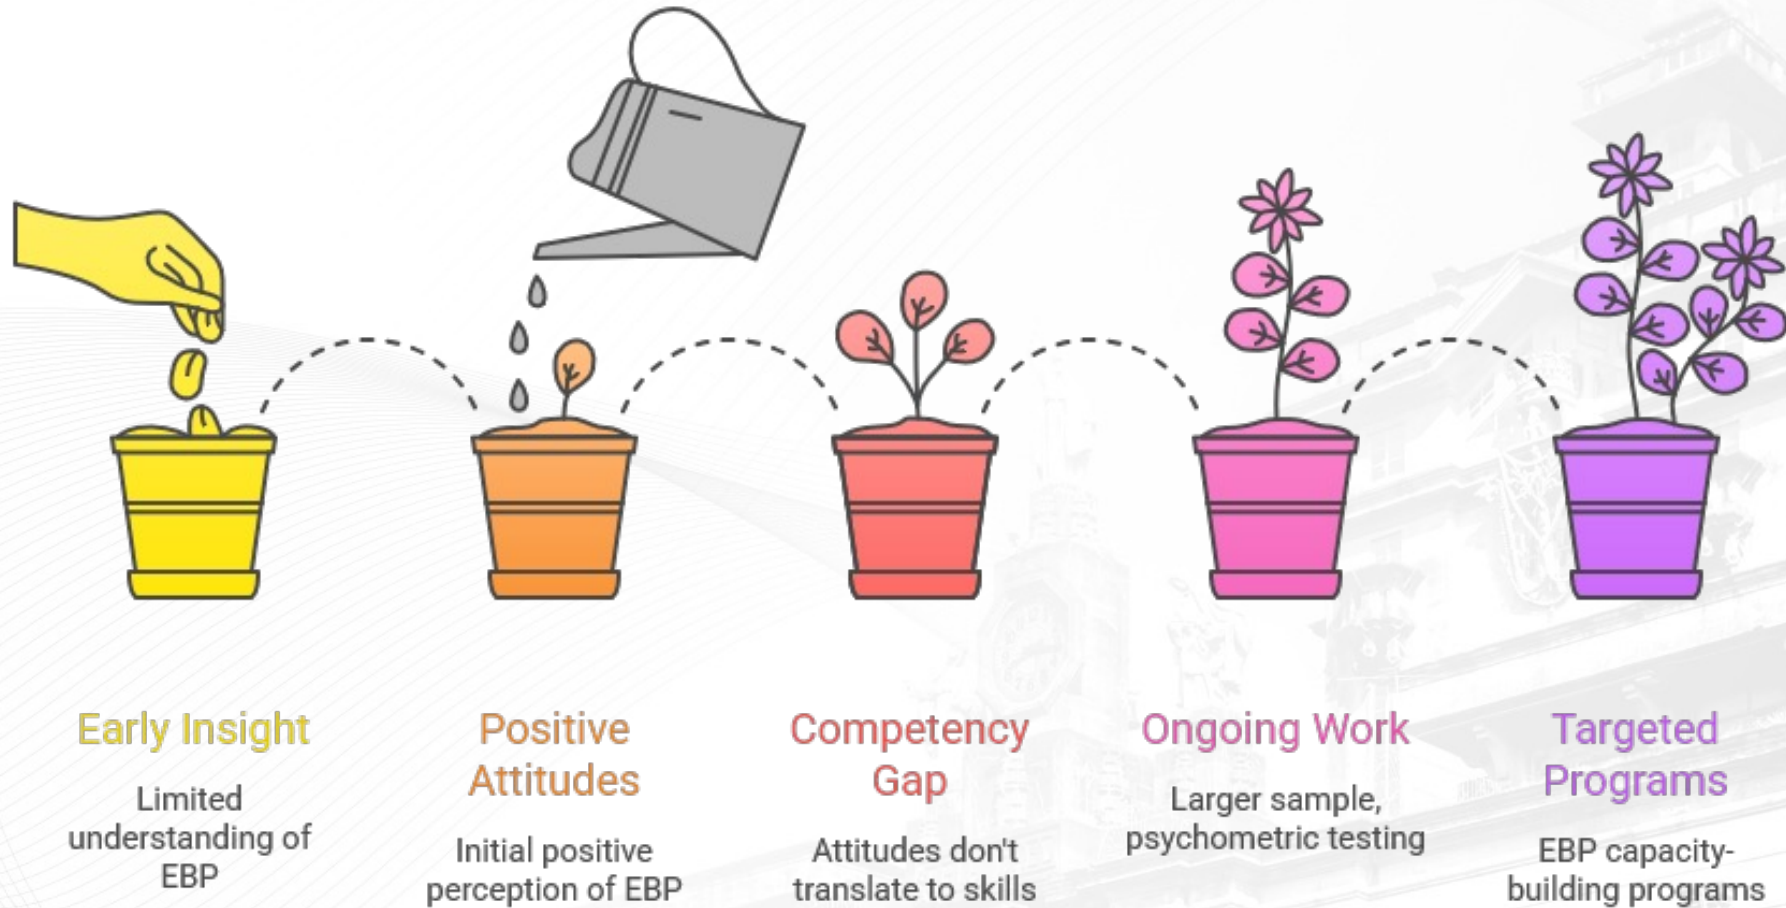 Early Insight
Limited
understanding of
EBP
Positive
Attitudes
Initial positive
perception of EBP
Competency
Gap
Attitudes don't
translate to skills
Ongoing Work
Larger sample,
psychometric testing
Targeted
Programs
EBP capacity-
building programs